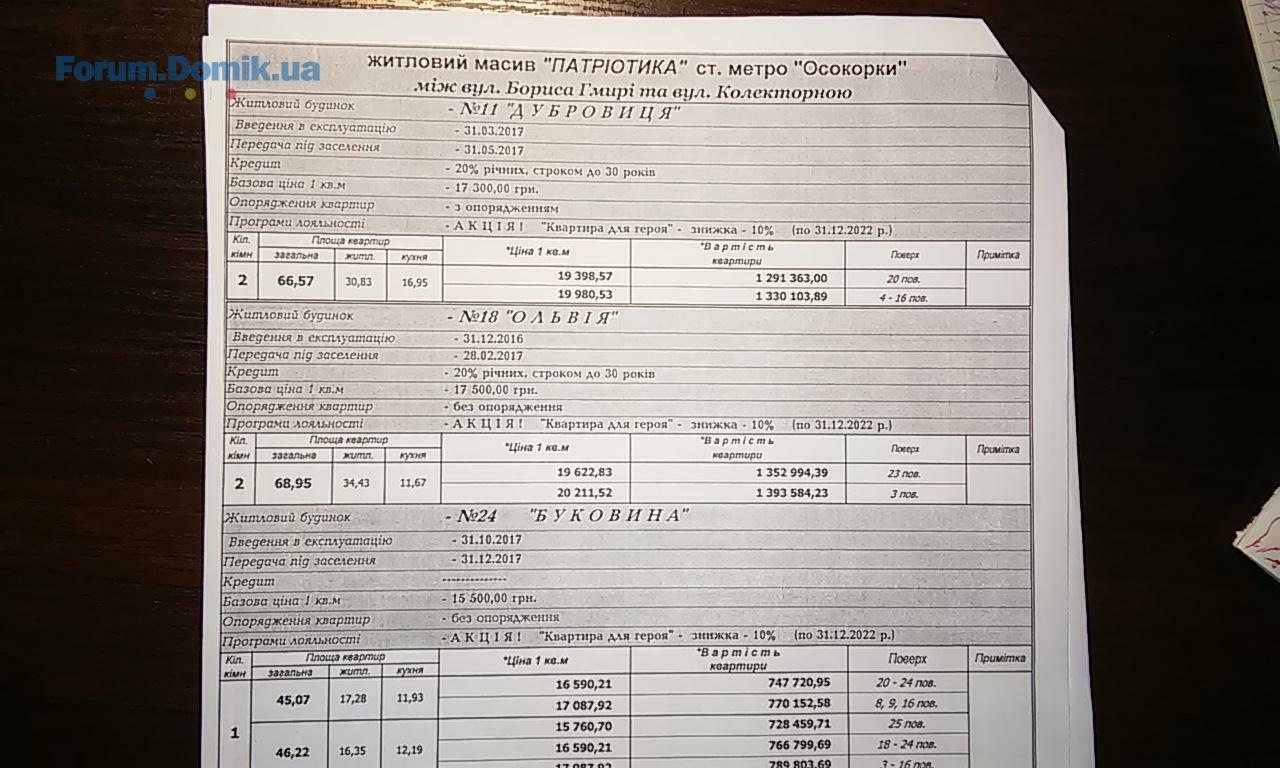 Forum.Domik.ua
житловий масив "ПАТРІОТИКА" ст. метро "Осокорки"
між вул. Бориса Гмирі та вул. Колекторною
Житловий будинок - №11 "Д У Б Р О В И Ц Я"
Введення в експлуатацію - 31.03.2017
Передача під заселення - 31.05.2017
Кредит - 20% річних, строком до 30 років
Базова ціна 1 кв.м - 17 300,00 грн.
Опорядження квартир - з опорядженням
Програми лояльності - А К Ц І Я ! "Квартира для героя" - знижка - 10% (по 31.12.2022 р.)
Кіл. кімн Площа квартир *Ціна 1 кв.м *В а р т і с т ь квартири Поверх Примітка
загальна житл. кухня
2 66,57 30,83 16,95 19 398,57 1 291 363,00 20 пов.
19 980,53 1 330 103,89 4 - 16 пов.
Житловий будинок - №18 "О Л Ь В І Я"
Введення в експлуатацію - 31.12.2016
Передача під заселення - 28.02.2017
Кредит - 20% річних, строком до 30 років
Базова ціна 1 кв.м - 17 500,00 грн.
Опорядження квартир - без опорядження
Програми лояльності - А К Ц І Я ! "Квартира для героя" - знижка - 10% (по 31.12.2022 р.)
Кіл. кімн Площа квартир *Ціна 1 кв.м *В а р т і с т ь квартири Поверх Примітка
загальна житл. кухня
2 68,95 34,43 11,67 19 622,83 1 352 994,39 23 пов.
20 211,52 1 393 584,23 3 пов.
Житловий будинок - №24 "Б У К О В И Н А"
Введення в експлуатацію - 31.10.2017
Передача під заселення - 31.12.2017
Кредит --------------
Базова ціна 1 кв.м - 15 500,00 грн.
Опорядження квартир - без опорядження
Програми лояльності - А К Ц І Я ! "Квартира для героя" - знижка - 10% (по 31.12.2022 р.)
Кіл. кімн Площа квартир *Ціна 1 кв.м *В а р т і с т ь квартири Поверх Примітка
загальна житл. кухня
1 45,07 17,28 11,93 16 590,21 747 720,95 20 - 24 пов.
17 087,92 770 152,58 8, 9, 16 пов.
46,22 16,35 12,19 15 760,70 728 459,71 25 пов.
16 590,21 766 799,69 18 - 24 пов.
17 087,92 789 803,69 3 - 16 пов.